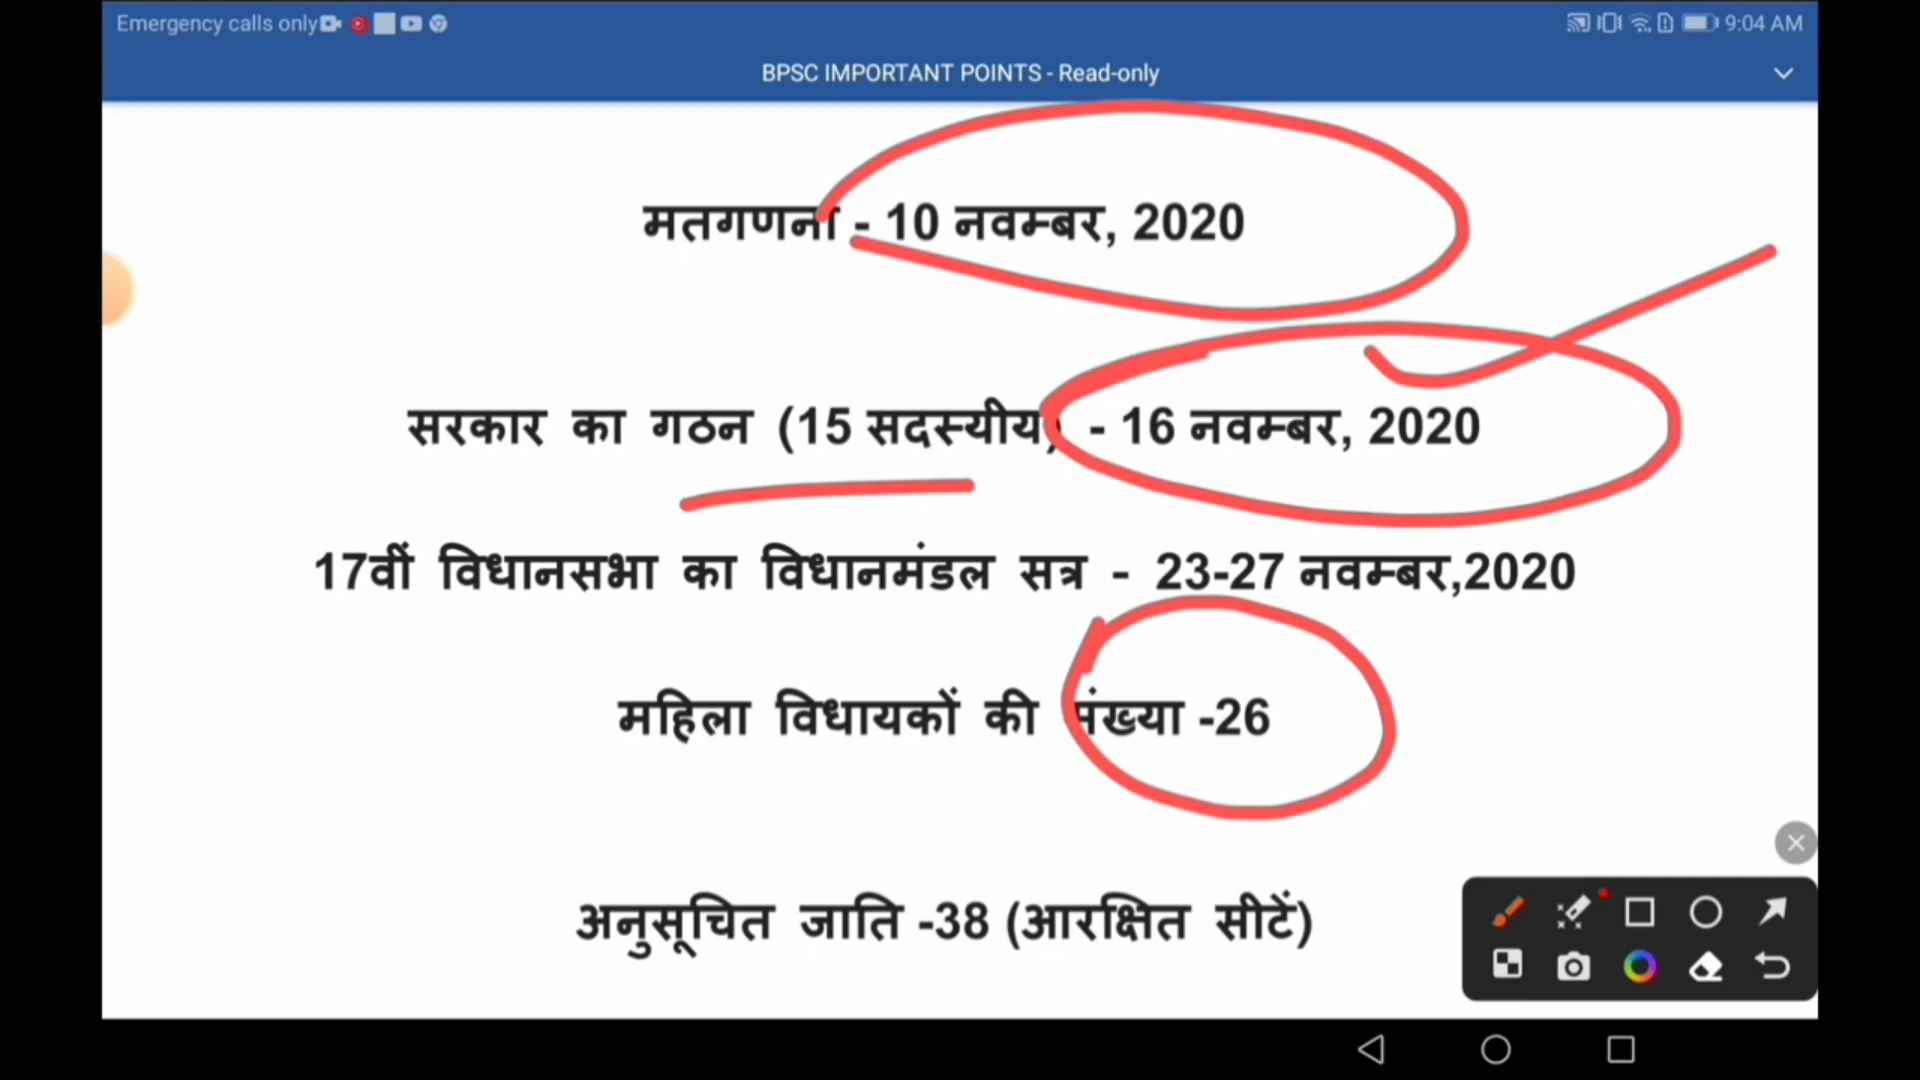 Emergency calls only
9:04 AM
BPSC IMPORTANT POINTS - Read-only
मतगणना - 10 नवम्बर, 2020
सरकार का गठन (15 सदस्यीय) - 16 नवम्बर, 2020
17वीं विधानसभा का विधानमंडल सत्र - 23-27 नवम्बर,2020
महिला विधायकों की संख्या -26
अनुसूचित जाति -38 (आरक्षित सीटें)